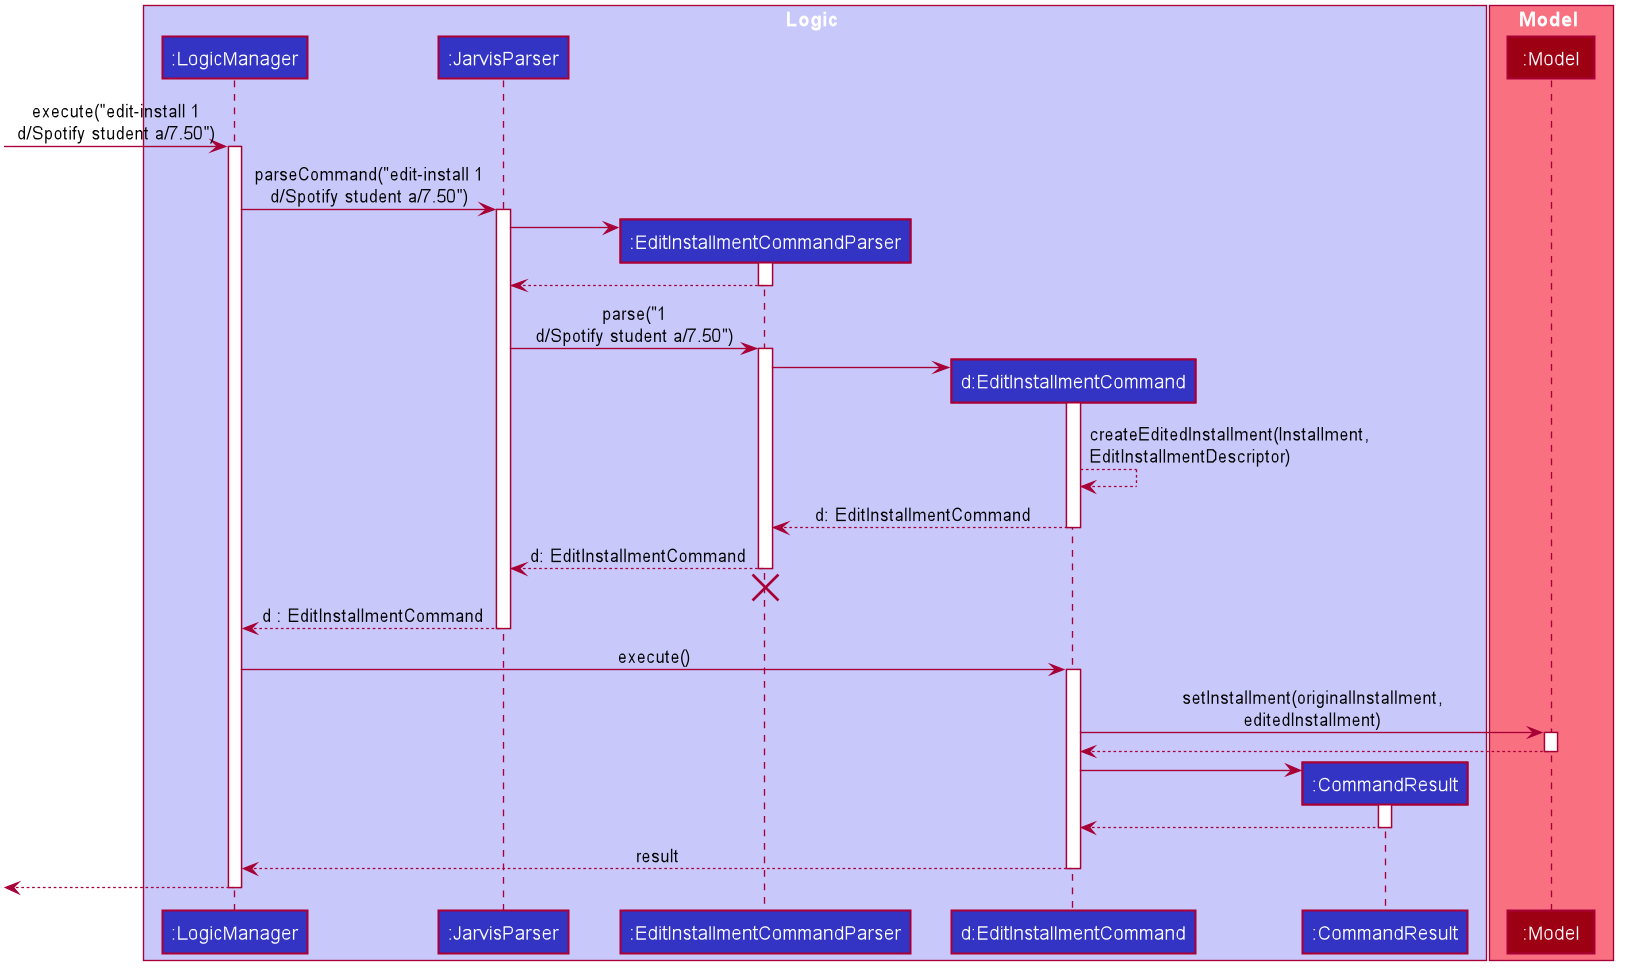 Logic
Model
:LogicManager
:JarvisParser
:Model
execute("edit-install 1
d/Spotify student a/7.50")
parseCommand("edit-install 1
d/Spotify student a/7.50")
:EditInstallmentCommandParser
parse("1
d/Spotify student a/7.50")
d:EditInstallmentCommand
createEditedInstallment(Installment,
EditInstallmentDescriptor)
d: EditInstallmentCommand
d: EditInstallmentCommand
d : EditInstallmentCommand
execute()
setInstallment(originalInstallment,
editedInstallment)
:CommandResult
result
:LogicManager
:JarvisParser
:EditInstallmentCommandParser
d:EditInstallmentCommand
:CommandResult
:Model